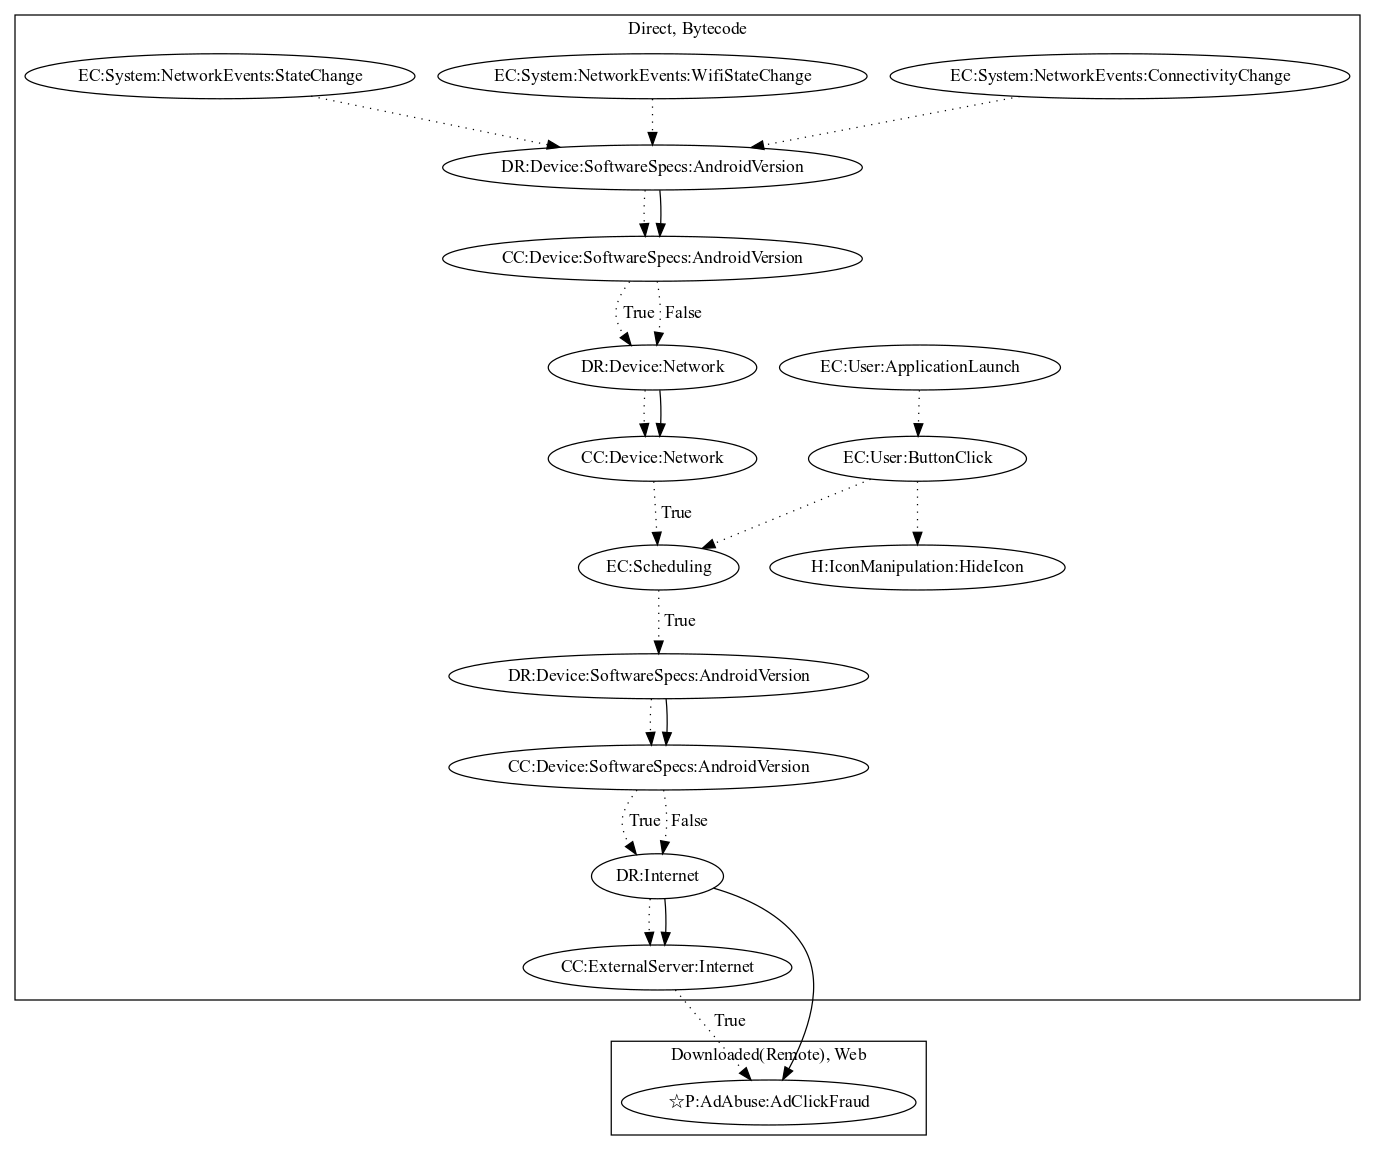 Direct, Bytecode
EC:System:NetworkEvents:StateChange
EC:System:NetworkEvents:WifiStateChange
EC:System:NetworkEvents:ConnectivityChange
DR:Device:SoftwareSpecs:AndroidVersion
CC:Device:SoftwareSpecs:AndroidVersion
True
False
DR:Device:Network
EC:User:ApplicationLaunch
CC:Device:Network
EC:User:ButtonClick
True
EC:Scheduling
H:IconManipulation:HideIcon
True
DR:Device:SoftwareSpecs:AndroidVersion
CC:Device:SoftwareSpecs:AndroidVersion
True
False
DR:Internet
CC:ExternalServer:Internet
True
Downloaded(Remote), Web
☆P:AdAbuse:AdClickFraud